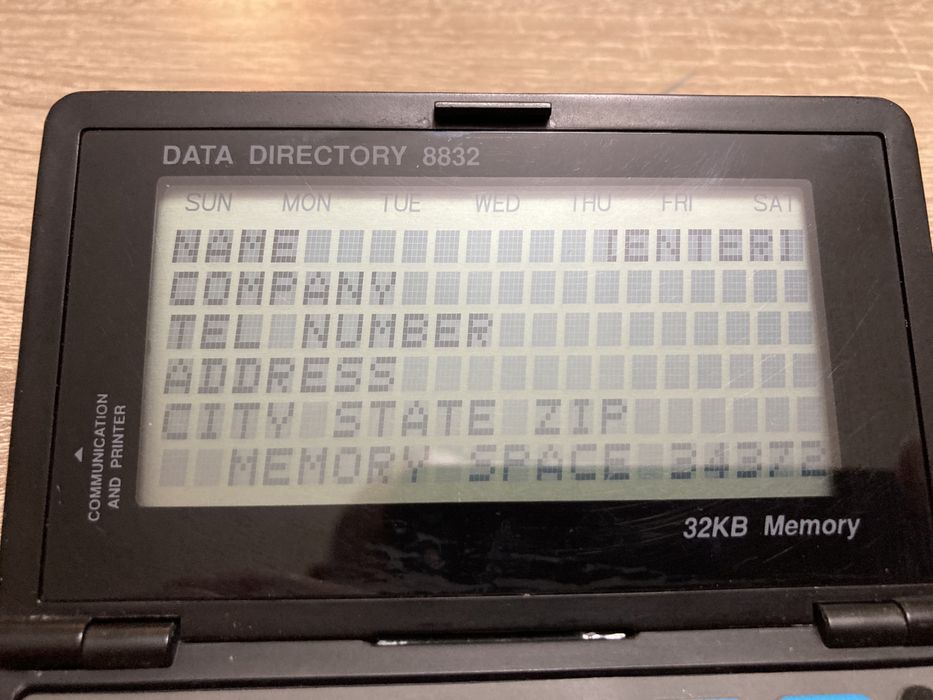 DATA DIRECTORY 8832
SUN MON TUE WED THU FRI SAT
NAME [ENTER]
COMPANY
TEL NUMBER
ADDRESS
CITY STATE ZIP
MEMORY SPACE 34372
32KB Memory
COMMUNICATION
AND PRINTER